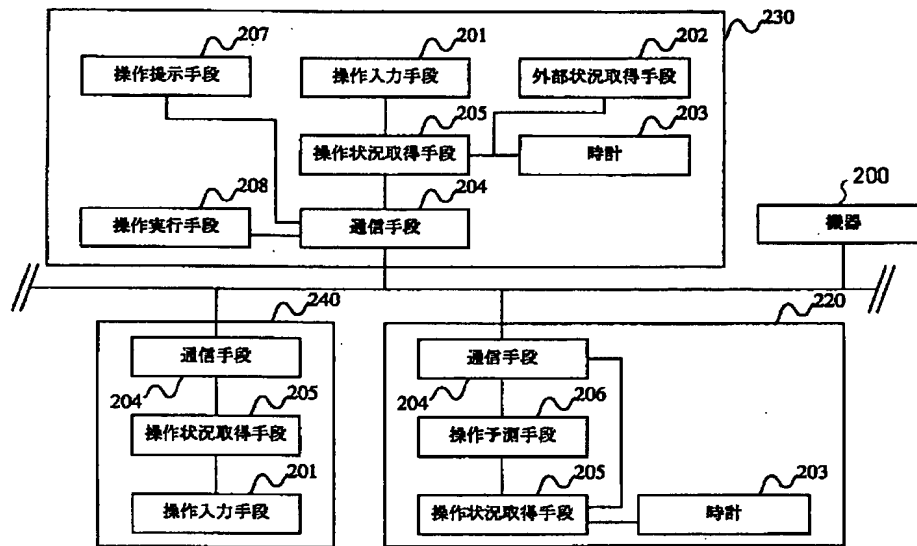 230
207
201
202
操作提示手段
操作入力手段
外部状況取得手段
205
203
操作状況取得手段
時計
208
204
200
操作実行手段
通信手段
機器
240
220
通信手段
通信手段
204
205
204
206
操作状況取得手段
操作予測手段
201
205
203
操作入力手段
操作状況取得手段
時計